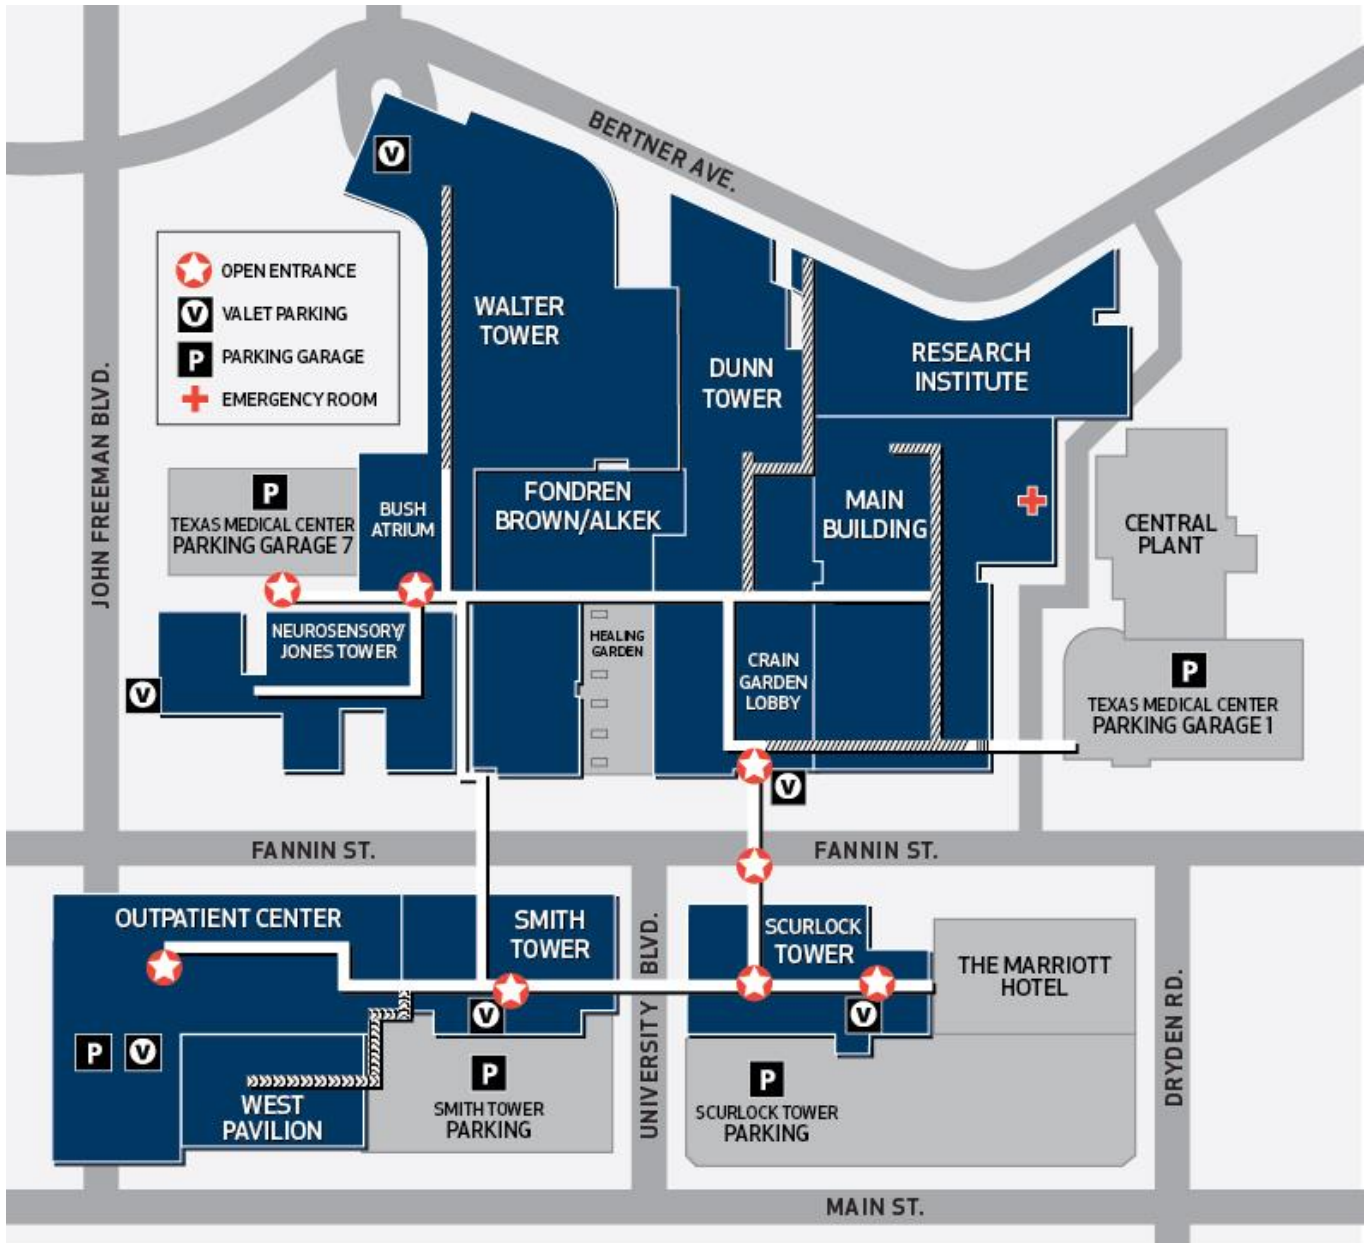 BERTNER AVE.
V
OPEN ENTRANCE
V
VALET PARKING
P
PARKING GARAGE
EMERGENCY ROOM
JOHN FREEMAN BLVD.
WALTER
TOWER
DUNN
TOWER
RESEARCH
INSTITUTE
P
TEXAS MEDICAL CENTER
PARKING GARAGE 7
BUSH
ATRIUM
FONDREN
BROWN/ALKEK
MAIN
BUILDING
CENTRAL
PLANT
NEUROSENSORY/
JONES TOWER
HEALING
GARDEN
CRAIN
GARDEN
LOBBY
V
P
TEXAS MEDICAL CENTER
PARKING GARAGE 1
V
FANNIN ST.
FANNIN ST.
OUTPATIENT CENTER
SMITH
TOWER
V
UNIVERSITY BLVD.
SCURLOCK
TOWER
V
THE MARRIOTT
HOTEL
DRYDEN RD.
P
V
WEST
PAVILION
P
SMITH TOWER
PARKING
P
SCURLOCK TOWER
PARKING
MAIN ST.